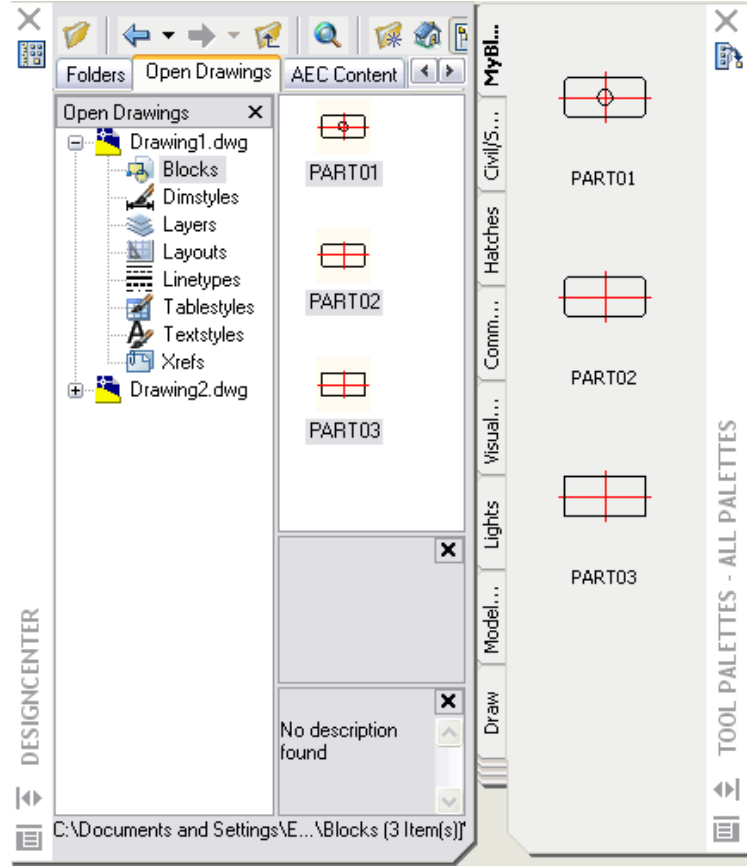 Folders
Open Drawings
AEC Content
Open Drawings
Drawing1.dwg
Blocks
Dimstyles
Layers
Layouts
Linetypes
Tablestyles
Textstyles
Xrefs
Drawing2.dwg
PART01
PART02
PART03
No description
found
C:\Documents and Settings\E...\Blocks (3 Item(s))
DESIGNCENTER
MyBl...
Civil/S...
Hatches
Comm...
Visual...
Lights
Model...
Draw
PART01
PART02
PART03
TOOL PALETTES - ALL PALETTES